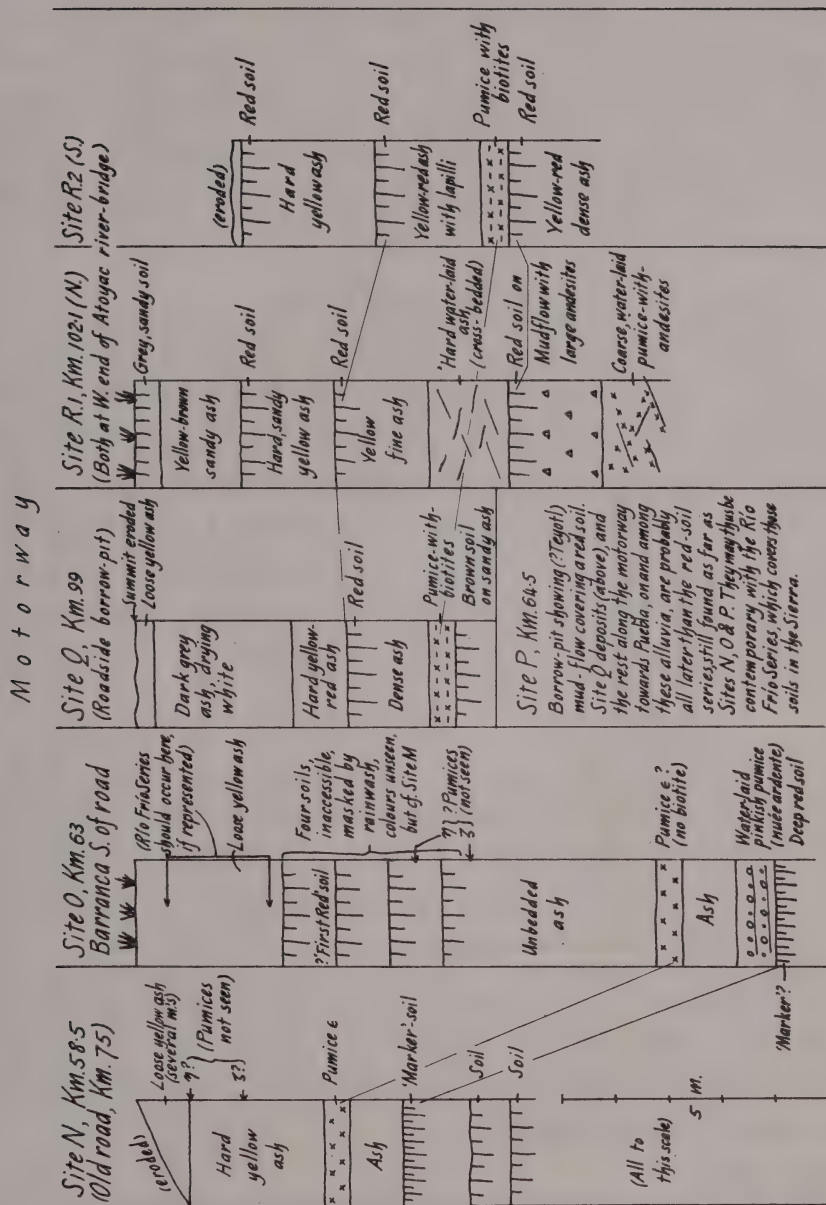 Motorway
Site N, Km. 58·5
(Old road, Km. 75)
(eroded)
Loose yellow ash
(several m's)
η?
(Pumices
not seen)
ʒ?
Hard
yellow
ash
Pumice ε
Ash
'Marker'-soil
Soil
Soil
(All to
this scale)
5 m.
Site O, Km. 63
Barranca S. of road
(Río Frío Series
should occur here,
if represented)
Loose yellow ash
?'First Red' soil
Four soils,
inaccessible,
masked by
rainwash,
colours unseen,
but cf. Site M
η} ?Pumices
ʒ} (not seen)
Unbedded
ash
Pumice ε ?
(no biotite)
Ash
Water-laid
pinkish pumice
(nuée ardente)
Deep red soil
'Marker'?
Site Q, Km. 99
(Roadside borrow-pit)
Summit eroded
Loose yellow ash
Dark grey
ash, drying
white
Hard yellow-
red ash
Red soil
Dense ash
Pumice-with-
biotites
Brown soil
on sandy ash
Site P, Km. 64·5
Borrow-pit showing (?Teyotl)
mud-flow covering a red soil.
Site Q deposits (above), and
the rest along the motorway
towards Puebla, on and among
these alluvia, are probably
all later than the red-soil
series, still found as far as
Sites N, O & P. They may thus be
contemporary with the Río
Frío Series, which covers those
soils in the Sierra.
Site R.1, Km. 102·1 (N.)
(Both at W. end of Atoyac river-bridge)
Grey, sandy soil
Yellow-brown
sandy ash
Red soil
Hard, sandy
yellow ash
Red soil
Yellow
fine ash
'Hard water-laid
ash,
(cross-bedded)
Red soil on
Mudflow with
large andesites
Coarse, water-laid
pumice-with-
andesites
Site R.2 (S.)
(eroded)
Red soil
Hard
yellow ash
Red soil
Yellow-red ash
with lapilli
Pumice with
biotites
Red soil
Yellow-red
dense ash